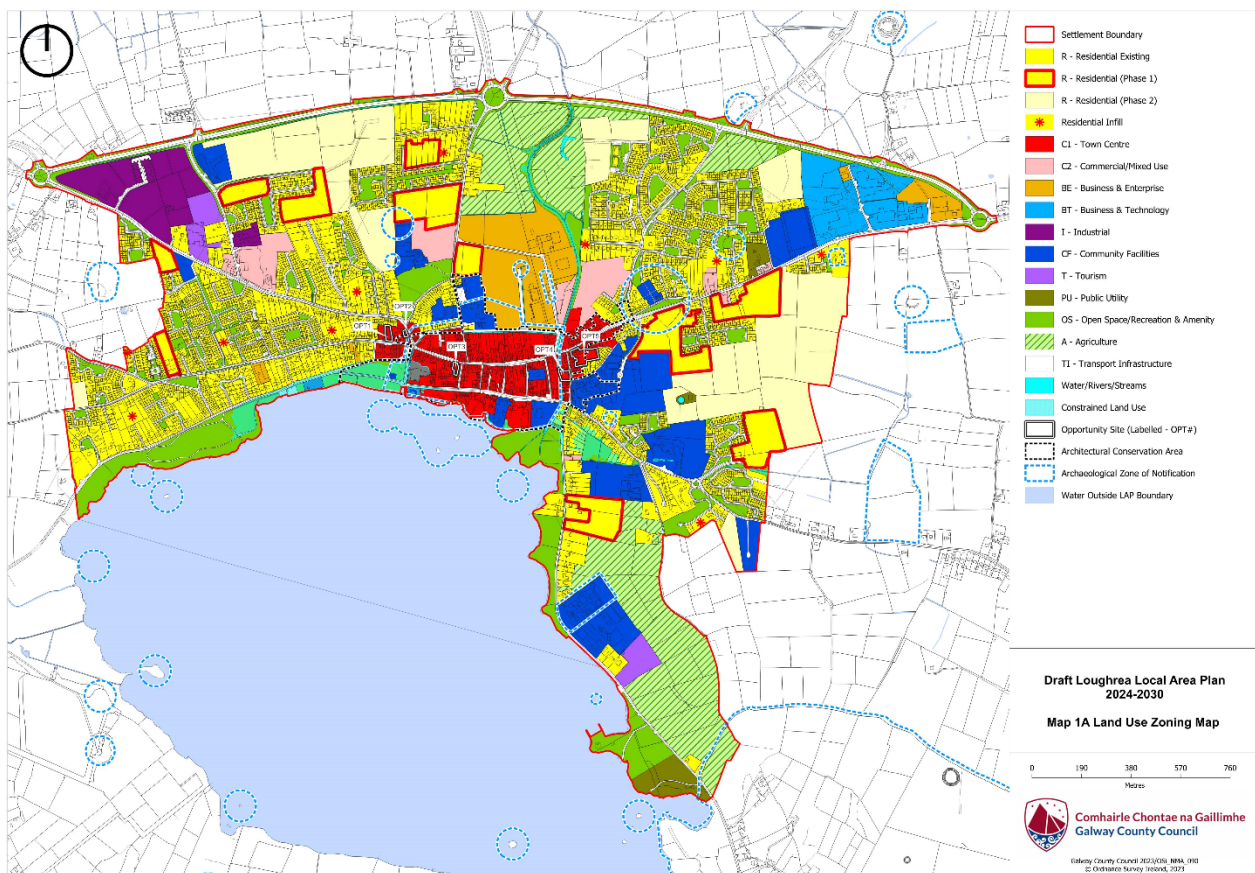 OPT1
OPT2
OPT3
OPT4
OPT5
Settlement Boundary
R - Residential Existing
R - Residential (Phase 1)
R - Residential (Phase 2)
Residential Infill
C1 - Town Centre
C2 - Commercial/Mixed Use
BE - Business & Enterprise
BT - Business & Technology
I - Industrial
CF - Community Facilities
T - Tourism
PU - Public Utility
OS - Open Space/Recreation & Amenity
A - Agriculture
TI - Transport Infrastructure
Water/Rivers/Streams
Constrained Land Use
Opportunity Site (Labelled - OPT#)
Architectural Conservation Area
Archaeological Zone of Notification
Water Outside LAP Boundary
Draft Loughrea Local Area Plan
2024-2030
Map 1A Land Use Zoning Map
0 190 380 570 760
Metres
Comhairle Chontae na Gaillimhe
Galway County Council
Galway County Council 2023/OSi_NMA_090
© Ordnance Survey Ireland, 2023